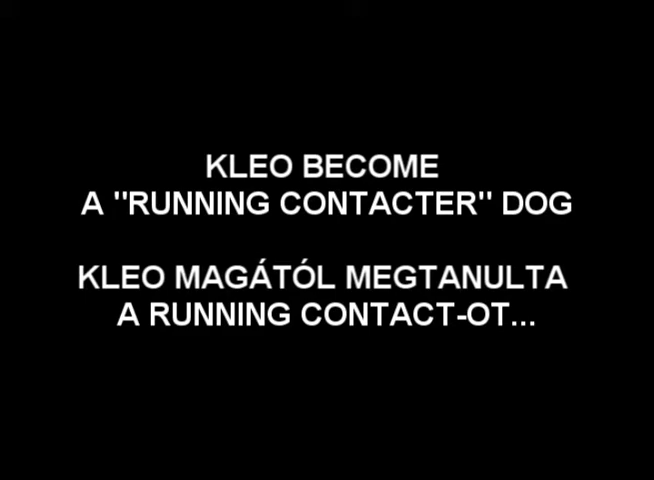 KLEO BECOME
A "RUNNING CONTACTER" DOG
KLEO MAGÁTÓL MEGTANULTA
A RUNNING CONTACT-OT...